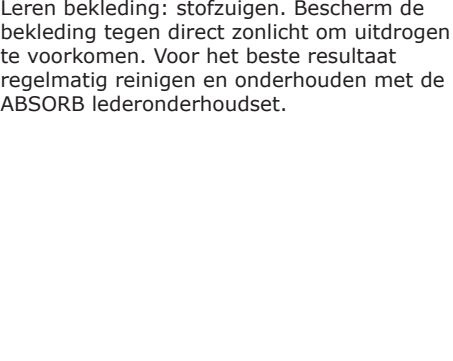 Leren bekleding: stofzuigen. Bescherm de
bekleding tegen direct zonlicht om uitdrogen
te voorkomen. Voor het beste resultaat
regelmatig reinigen en onderhouden met de
ABSORB lederonderhoudset.